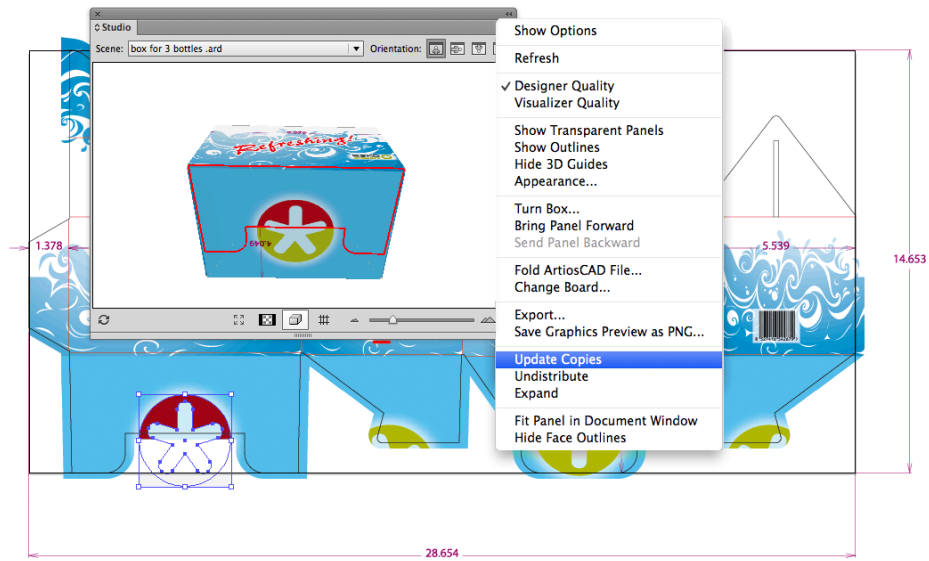 Studio
Scene: box for 3 bottles .ard Orientation:
Refreshing!
4.049
Show Options
Refresh
✓ Designer Quality
Visualizer Quality
Show Transparent Panels
Show Outlines
Hide 3D Guides
Appearance...
Turn Box...
Bring Panel Forward
Send Panel Backward
Fold ArtiosCAD File...
Change Board...
Export...
Save Graphics Preview as PNG...
Update Copies
Undistribute
Expand
Fit Panel in Document Window
Hide Face Outlines
1.378
5.539
14.653
28.654